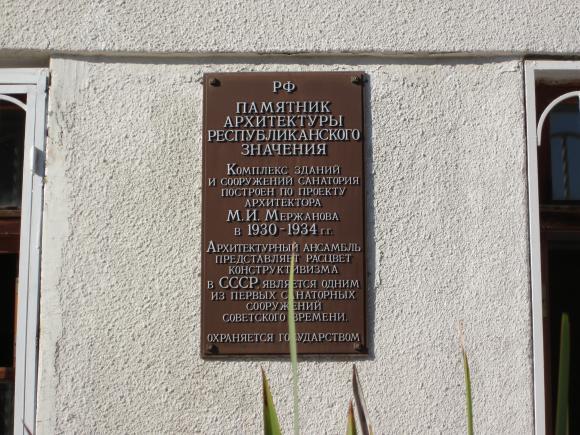 РФ
ПАМЯТНИК
АРХИТЕКТУРЫ
РЕСПУБЛИКАНСКОГО
ЗНАЧЕНИЯ
КОМПЛЕКС ЗДАНИЙ
И СООРУЖЕНИЙ САНАТОРИЯ
ПОСТРОЕН ПО ПРОЕКТУ
АРХИТЕКТОРА
М.И. МЕРЖАНОВА
В 1930-1934 Г.Г.
АРХИТЕКТУРНЫЙ АНСАМБЛЬ
ПРЕДСТАВЛЯЕТ РАСЦВЕТ
КОНСТРУКТИВИЗМА
В СССР ЯВЛЯЕТСЯ ОДНИМ
ИЗ ПЕРВЫХ САНАТОРНЫХ
СООРУЖЕНИЙ
СОВЕТСКОГО ВРЕМЕНИ.
ОХРАНЯЕТСЯ ГОСУДАРСТВОМ